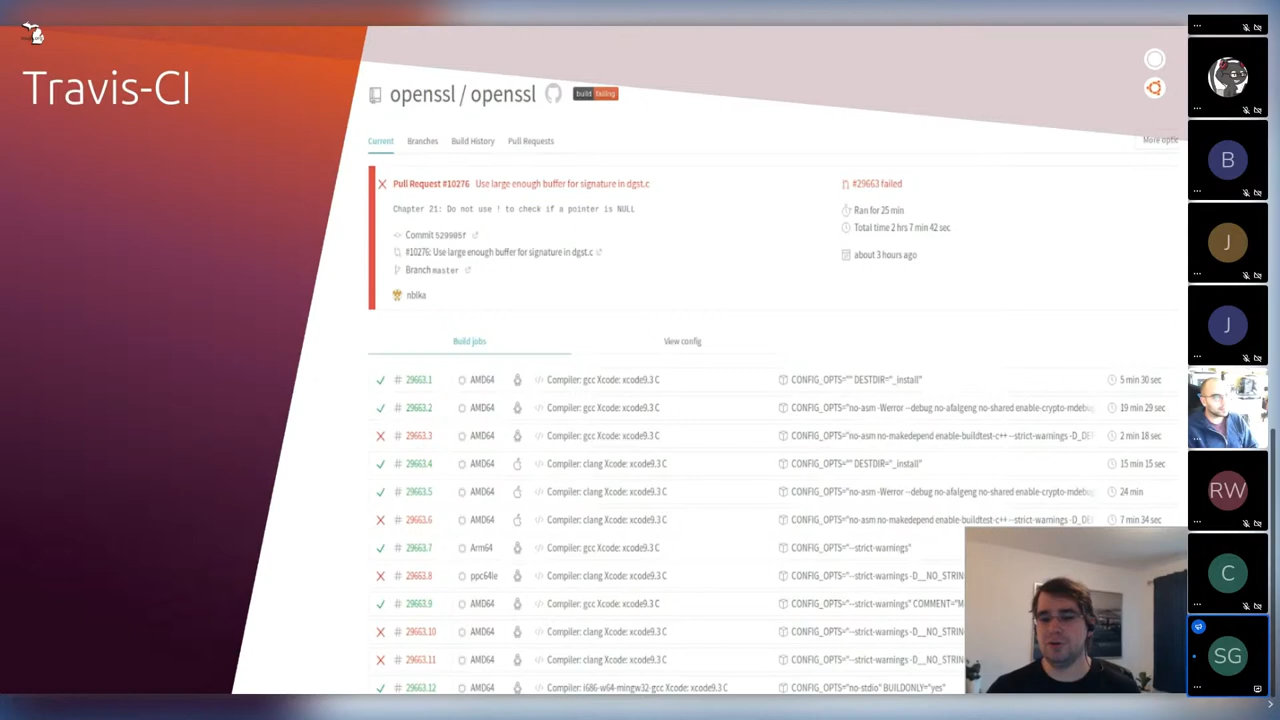 Travis-CI
openssl / openssl
build failing
Current Branches Build History Pull Requests
More optic
Pull Request #10276 Use large enough buffer for signature in dgst.c
#29663 failed
Chapter 21: Do not use ! to check if a pointer is NULL
Ran for 25 min
Total time 2 hrs 7 min 42 sec
Commit 529905f
#10276: Use large enough buffer for signature in dgst.c
about 3 hours ago
Branch master
nbika
Build jobs View config
# 29663.1 AMD64 </> Compiler: gcc Xcode: xcode9.3 C CONFIG_OPTS="" DESTDIR="_install" 5 min 30 sec
# 29663.2 AMD64 </> Compiler: gcc Xcode: xcode9.3 C CONFIG_OPTS="no-asm -Werror --debug no-afalgeng no-shared enable-crypto-mdebug 19 min 29 sec
# 29663.3 AMD64 </> Compiler: gcc Xcode: xcode9.3 C CONFIG_OPTS="no-asm no-makedepend enable-buildtest-c++ --strict-warnings -D_DE 2 min 18 sec
# 29663.4 AMD64 </> Compiler: clang Xcode: xcode9.3 C CONFIG_OPTS="" DESTDIR="_install" 15 min 15 sec
# 29663.5 AMD64 </> Compiler: clang Xcode: xcode9.3 C CONFIG_OPTS="no-asm -Werror --debug no-afalgeng no-shared enable-crypto-mdebug 24 min
# 29663.6 AMD64 </> Compiler: clang Xcode: xcode9.3 C CONFIG_OPTS="no-asm no-makedepend enable-buildtest-c++ --strict-warnings -D_DE 7 min 34 sec
# 29663.7 Arm64 </> Compiler: gcc Xcode: xcode9.3 C CONFIG_OPTS="--strict-warnings"
# 29663.8 ppc64le </> Compiler: gcc Xcode: xcode9.3 C CONFIG_OPTS="--strict-warnings -D__NO_STRIN
# 29663.9 AMD64 </> Compiler: gcc Xcode: xcode9.3 C CONFIG_OPTS="--strict-warnings" COMMENT="M
# 29663.10 AMD64 </> Compiler: clang Xcode: xcode9.3 C CONFIG_OPTS="--strict-warnings -D__NO_STRIN
# 29663.11 AMD64 </> Compiler: clang Xcode: xcode9.3 C CONFIG_OPTS="--strict-warnings -D__NO_STRIN
# 29663.12 AMD64 </> Compiler: i686-w64-mingw32-gcc Xcode: xcode9.3 C CONFIG_OPTS="no-stdio" BUILDONLY="yes"
B
J
J
RW
C
SG